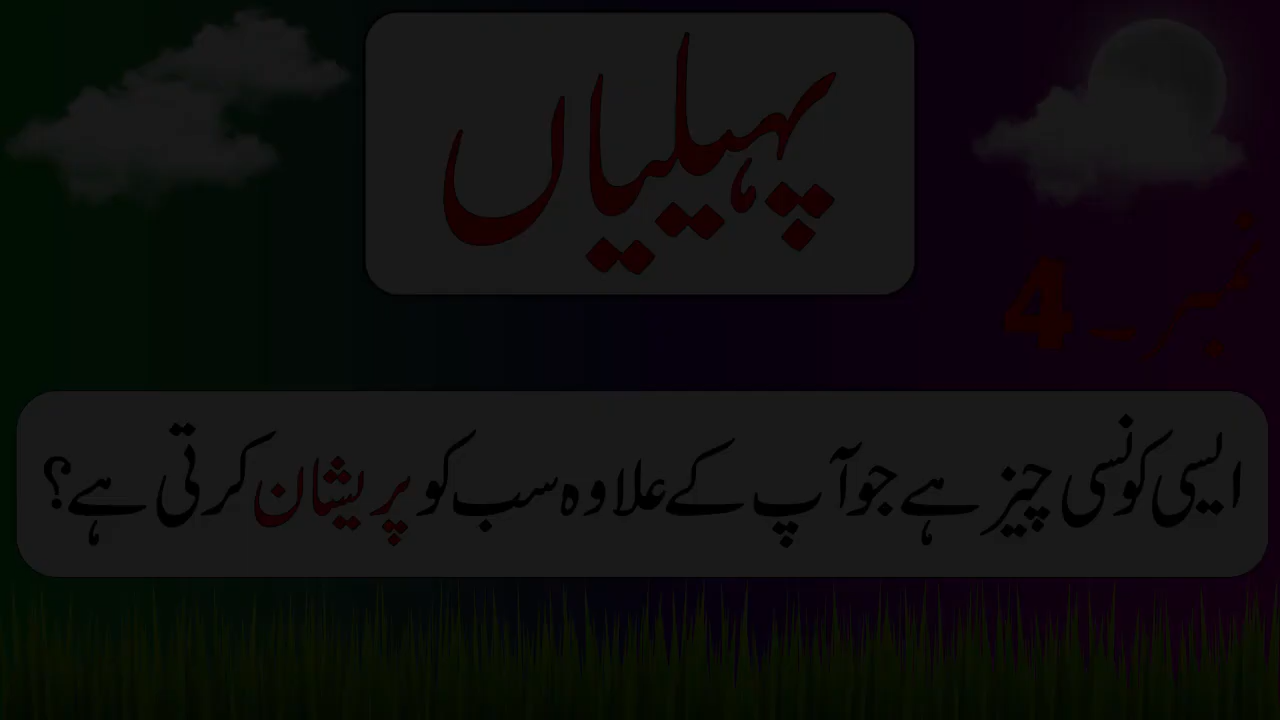 پہیلیاں
نمبر۔ 4
ایسی کونسی چیز ہے جو آپ کے علاوہ سب کو پریشان کرتی ہے؟